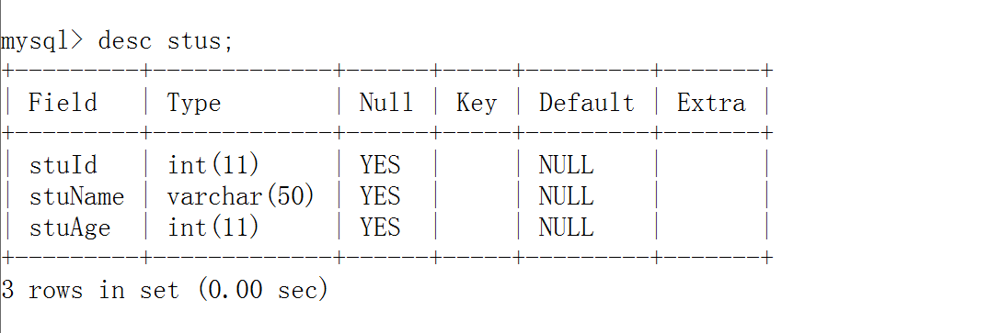 mysql> desc stus;
+---------+-------------+------+-----+---------+-------+
| Field   | Type        | Null | Key | Default | Extra |
+---------+-------------+------+-----+---------+-------+
| stuId   | int(11)     | YES  |     | NULL    |       |
| stuName | varchar(50) | YES  |     | NULL    |       |
| stuAge  | int(11)     | YES  |     | NULL    |       |
+---------+-------------+------+-----+---------+-------+
3 rows in set (0.00 sec)